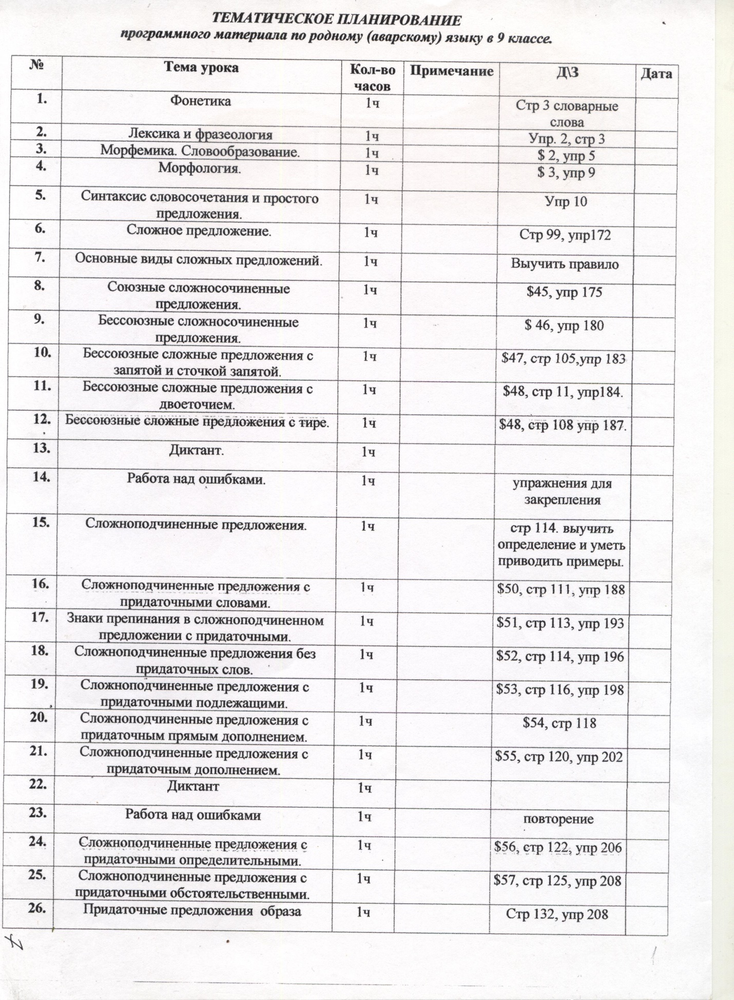 ТЕМАТИЧЕСКОЕ ПЛАНИРОВАНИЕ
программного материала по родному (аварскому) языку в 9 классе.
№ Тема урока Кол-во Примечание Д\З Дата
часов
1. Фонетика 1ч Стр 3 словарные
слова
2. Лексика и фразеология 1ч Упр. 2, стр 3
3. Морфемика. Словообразование. 1ч $ 2, упр 5
4. Морфология. 1ч $ 3, упр 9
5. Синтаксис словосочетания и простого 1ч Упр 10
предложения.
6. Сложное предложение. 1ч Стр 99, упр172
7. Основные виды сложных предложений. 1ч Выучить правило
8. Союзные сложносочиненные 1ч $45, упр 175
предложения.
9. Бессоюзные сложносочиненные 1ч $ 46, упр 180
предложения.
10. Бессоюзные сложные предложения с 1ч $47, стр 105,упр 183
запятой и сточкой запятой.
11. Бессоюзные сложные предложения с 1ч $48, стр 11, упр184.
двоеточием.
12. Бессоюзные сложные предложения с тире. 1ч $48, стр 108 упр 187.
13. Диктант. 1ч
14. Работа над ошибками. 1ч упражнения для
закрепления
15. Сложноподчиненные предложения. 1ч стр 114. выучить
определение и уметь
приводить примеры.
16. Сложноподчиненные предложения с 1ч $50, стр 111, упр 188
придаточными словами.
17. Знаки препинания в сложноподчиненном 1ч $51, стр 113, упр 193
предложении с придаточными.
18. Сложноподчиненные предложения без 1ч $52, стр 114, упр 196
придаточных слов.
19. Сложноподчиненные предложения с 1ч $53, стр 116, упр 198
придаточными подлежащими.
20. Сложноподчиненные предложения с 1ч $54, стр 118
придаточным прямым дополнением.
21. Сложноподчиненные предложения с 1ч $55, стр 120, упр 202
придаточным дополнением.
22. Диктант 1ч
23. Работа над ошибками 1ч повторение
24. Сложноподчиненные предложения с 1ч $56, стр 122, упр 206
придаточными определительными.
25. Сложноподчиненные предложения с 1ч $57, стр 125, упр 208
придаточными обстоятельственными.
26. Придаточные предложения образа 1ч Стр 132, упр 208